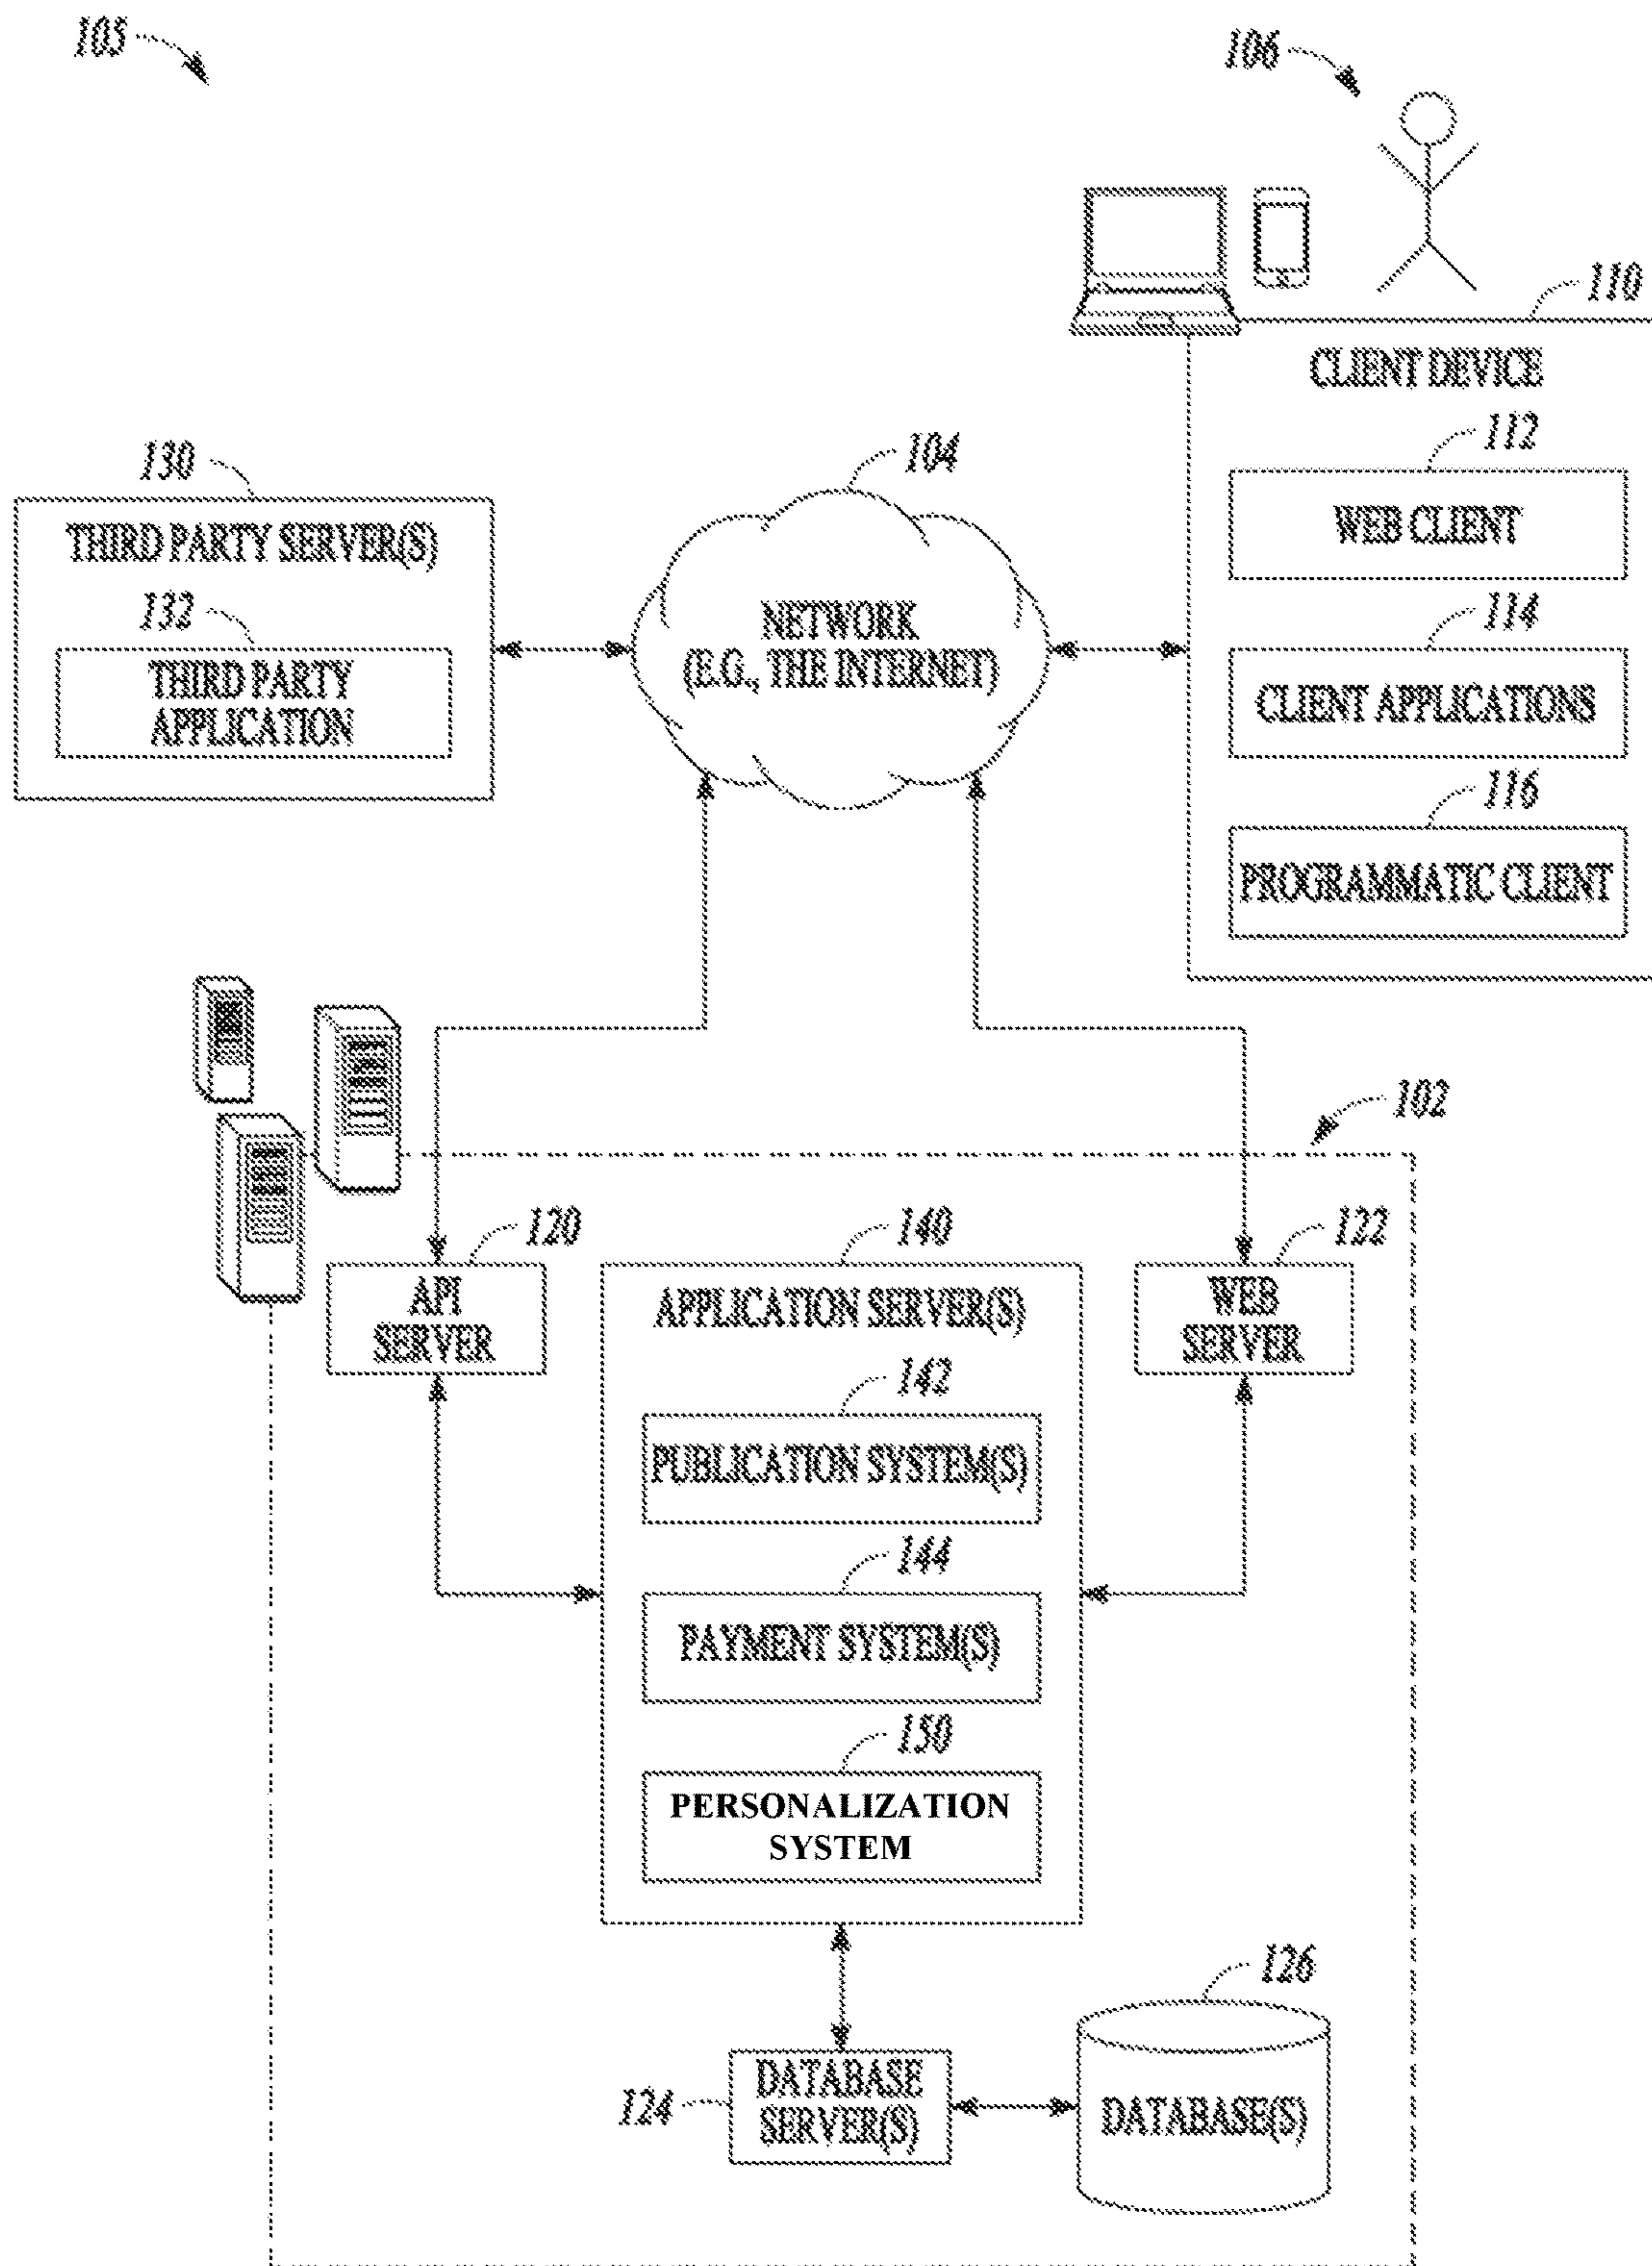 105
106
110
CLIENT DEVICE
112
WEB CLIENT
114
CLIENT APPLICATIONS
116
PROGRAMMATIC CLIENT
130
THIRD PARTY SERVER(S)
132
THIRD PARTY
APPLICATION
104
NETWORK
(E.G., THE INTERNET)
102
120
API
SERVER
140
APPLICATION SERVER(S)
142
PUBLICATION SYSTEM(S)
144
PAYMENT SYSTEM(S)
150
PERSONALIZATION
SYSTEM
122
WEB
SERVER
124
DATABASE
SERVER(S)
126
DATABASE(S)